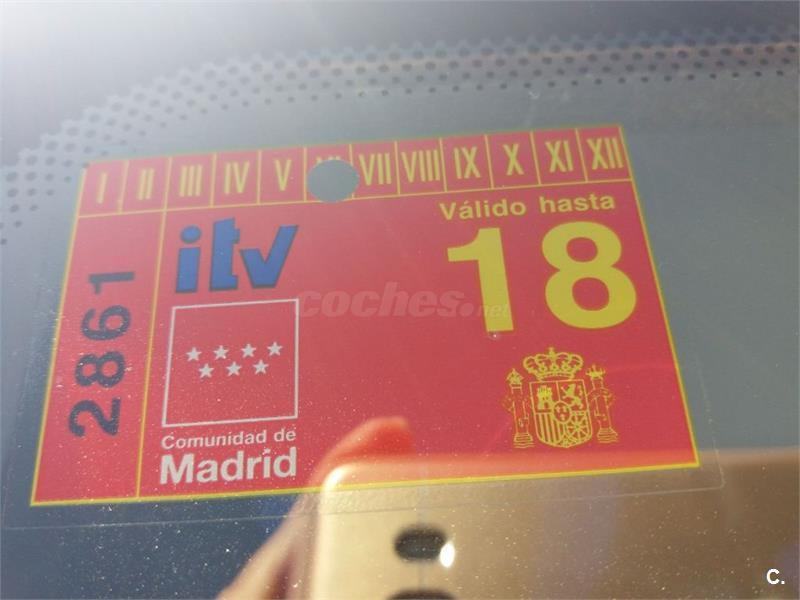 I II III IV V VII VIII IX X XI XII
Válido hasta
itv
18
2861
coches.net
Comunidad de
Madrid
C.